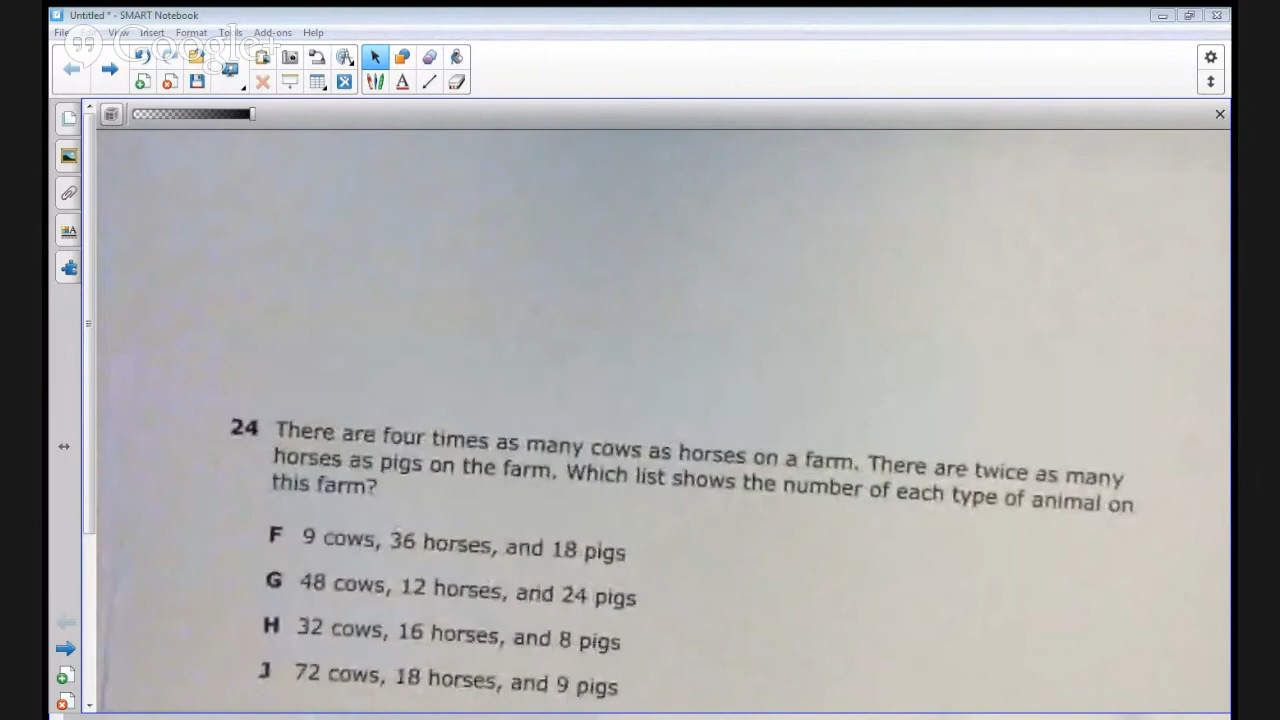 Untitled * - SMART Notebook
File Edit View Insert Format Tools Add-ons Help
Google+
24 There are four times as many cows as horses on a farm. There are twice as many
horses as pigs on the farm. Which list shows the number of each type of animal on
this farm?
F 9 cows, 36 horses, and 18 pigs
G 48 cows, 12 horses, and 24 pigs
H 32 cows, 16 horses, and 8 pigs
J 72 cows, 18 horses, and 9 pigs